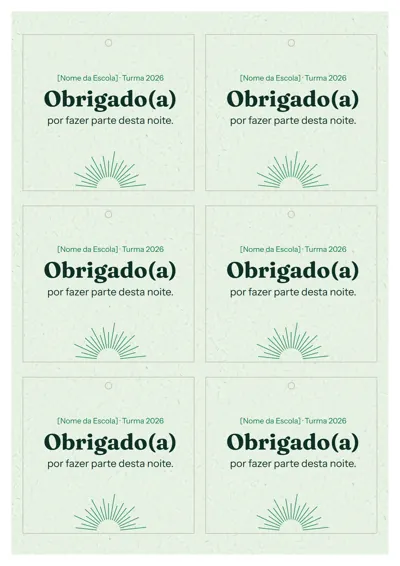 [Nome da Escola] · Turma 2026
Obrigado(a)
por fazer parte desta noite.
[Nome da Escola] · Turma 2026
Obrigado(a)
por fazer parte desta noite.
[Nome da Escola] · Turma 2026
Obrigado(a)
por fazer parte desta noite.
[Nome da Escola] · Turma 2026
Obrigado(a)
por fazer parte desta noite.
[Nome da Escola] · Turma 2026
Obrigado(a)
por fazer parte desta noite.
[Nome da Escola] · Turma 2026
Obrigado(a)
por fazer parte desta noite.